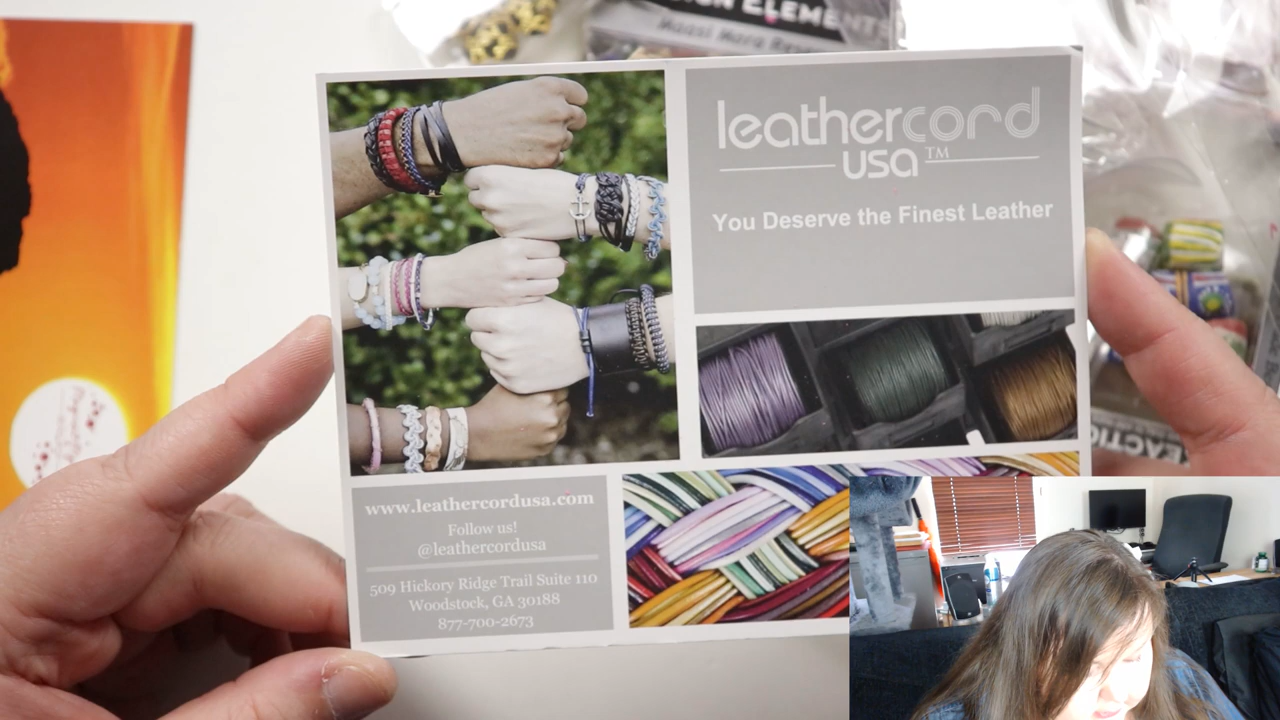 ELEMENTS
leathercord
usa™
You Deserve the Finest Leather
www.leathercordusa.com
Follow us!
@leathercordusa
509 Hickory Ridge Trail Suite 110
Woodstock, GA 30188
877-700-2673